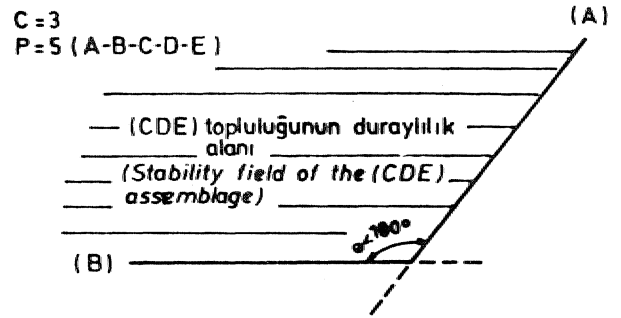 C=3
(A)
P=5 (A-B-C-D-E)
(CDE) topluluğunun duraylılık
alanı
(Stability field of the (CDE)
assemblage)
α<180°
(B)